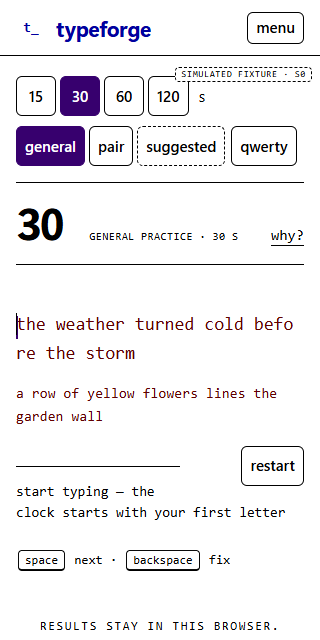 t_ typeforge menu
SIMULATED FIXTURE · S0
15 30 60 120 s
general pair suggested qwerty
30 GENERAL PRACTICE · 30 S why?
the weather turned cold befo
re the storm
a row of yellow flowers lines the
garden wall
restart
start typing — the
clock starts with your first letter
space next · backspace fix
RESULTS STAY IN THIS BROWSER.